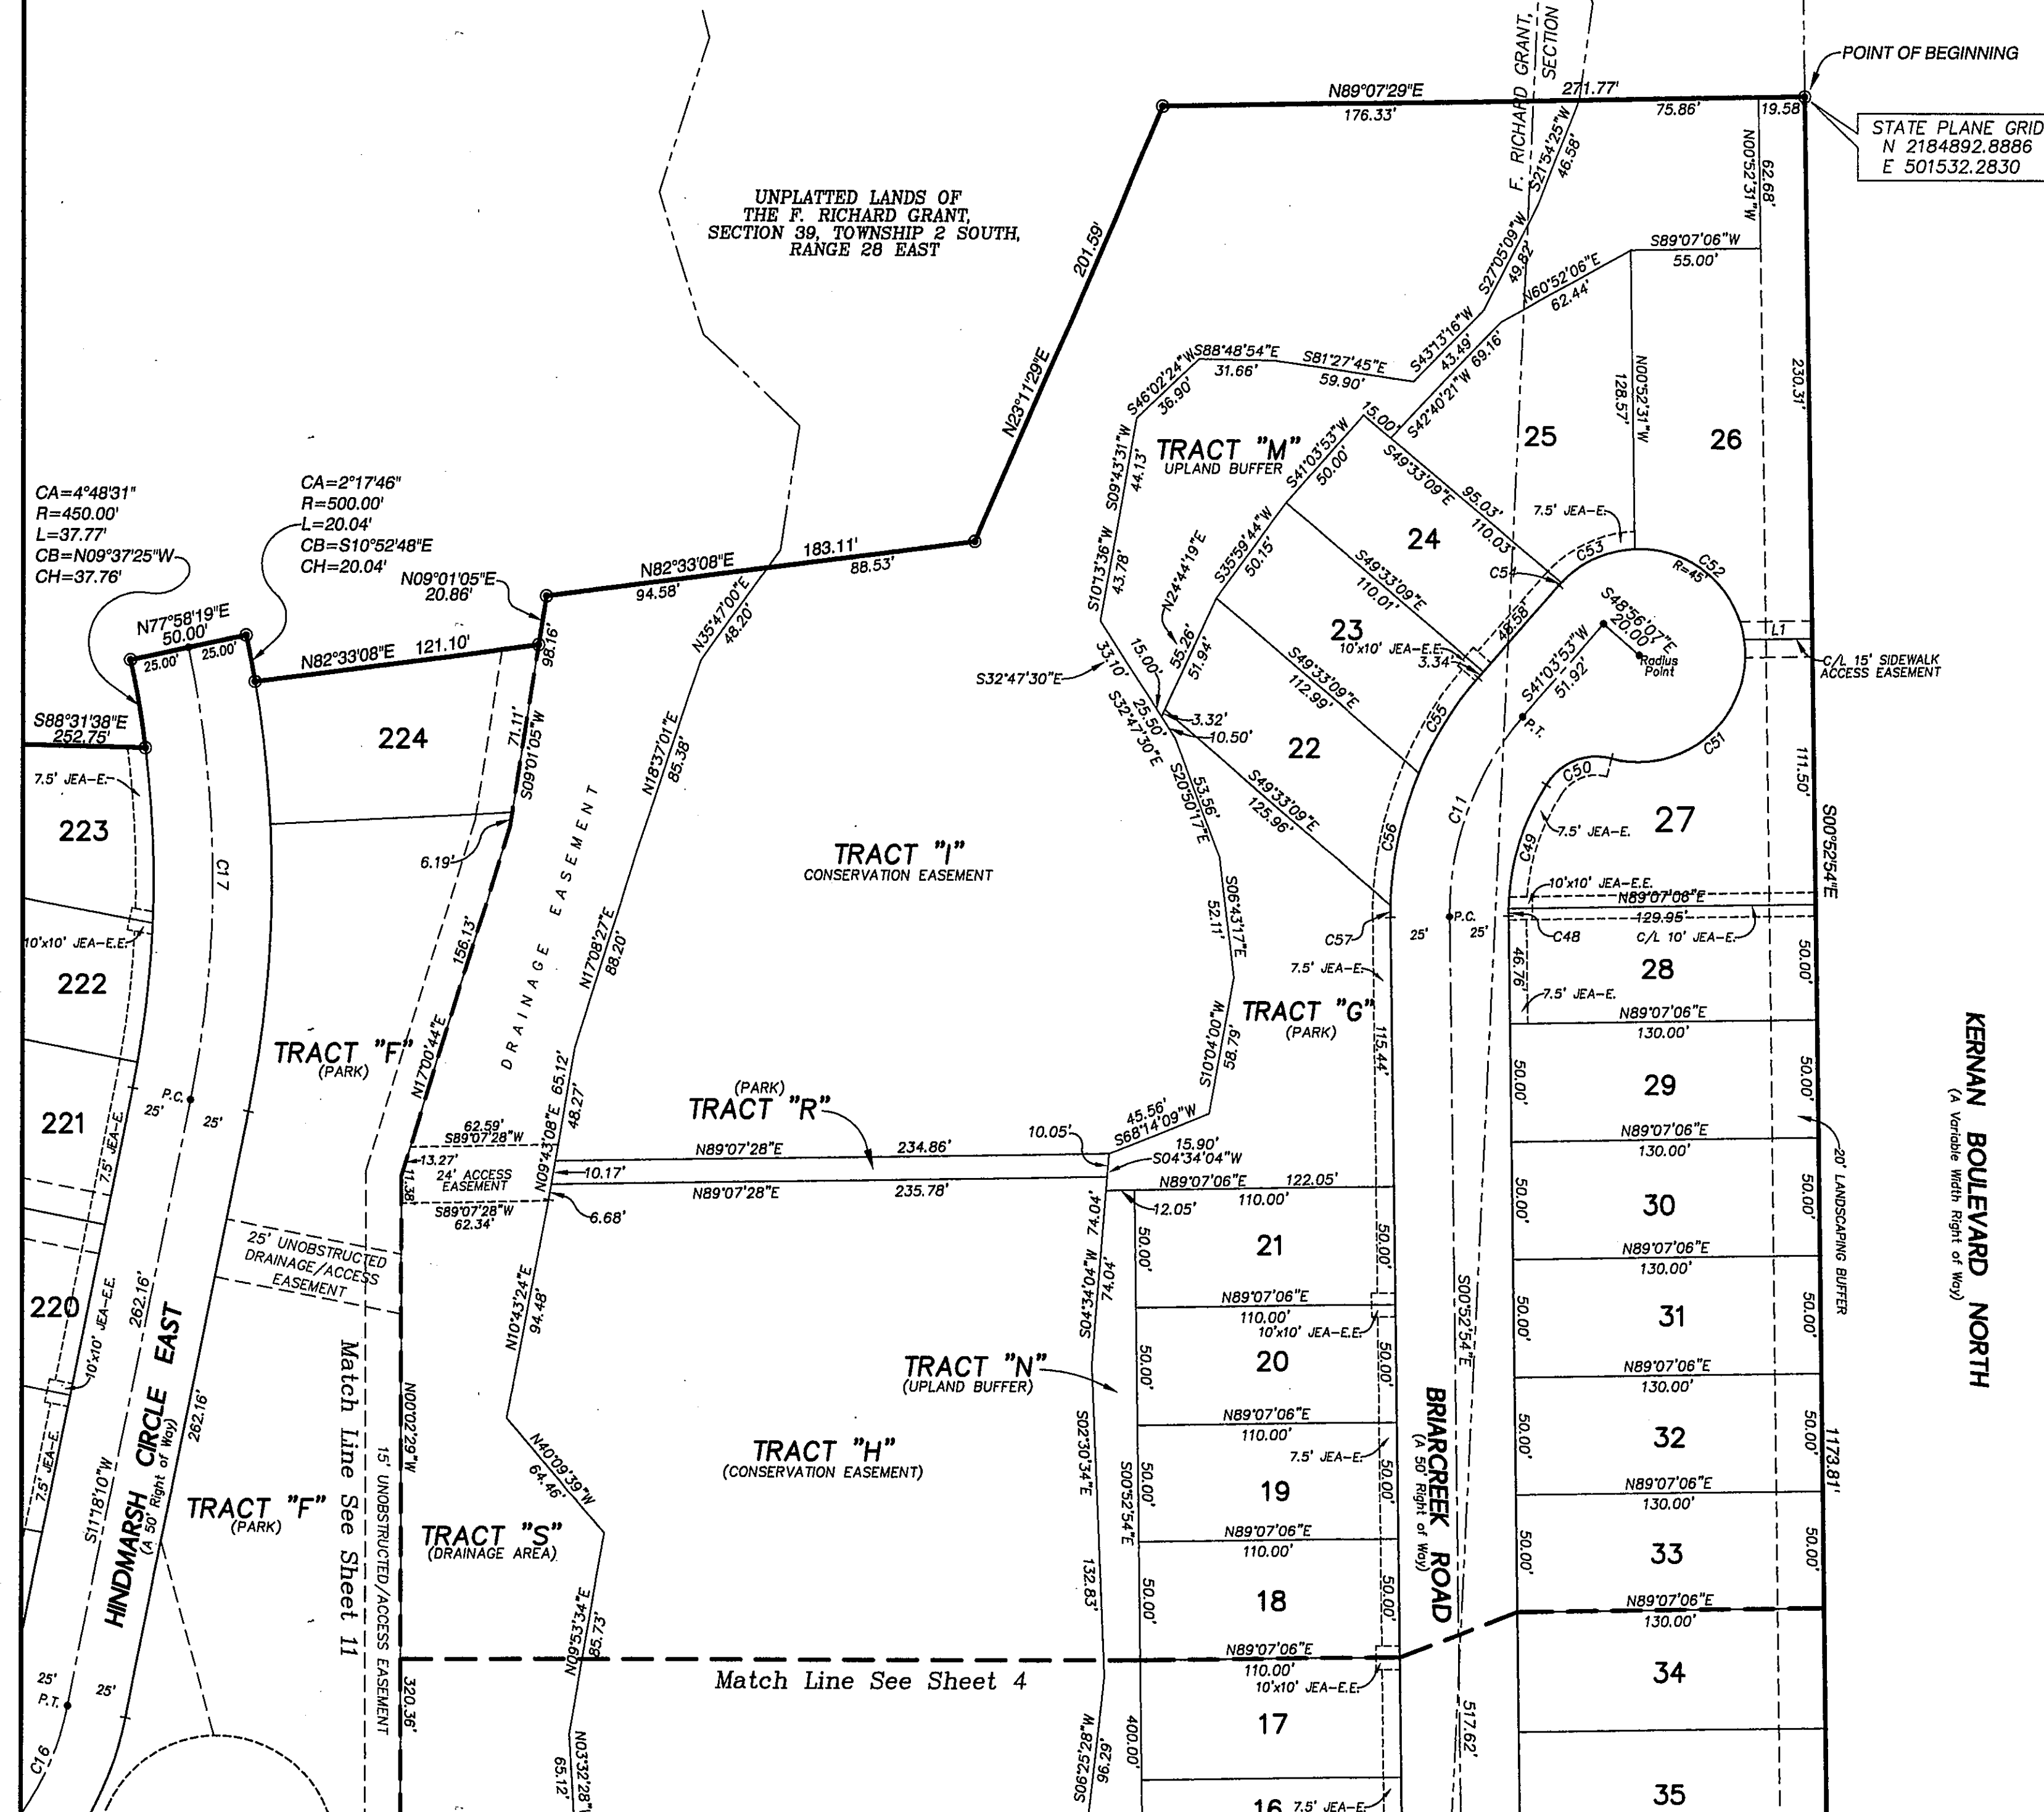 POINT OF BEGINNING
STATE PLANE GRID
N 2184892.8886
E 501532.2830
N89°07'29"E
271.77'
176.33'
75.86'
19.58'
F. RICHARD GRANT,
SECTION
UNPLATTED LANDS OF
THE F. RICHARD GRANT,
SECTION 39, TOWNSHIP 2 SOUTH,
RANGE 28 EAST
201.59'
N23°11'29"E
S21°54'25"W
46.58'
S27°05'09"W
49.82'
N00°52'31"W
62.68'
S89°07'06"W
55.00'
N60°52'06"E
62.44'
S43°13'16"W
43.49'
S42°40'21"W 69.16'
N00°52'31"W
128.57'
230.31'
25
26
S46°02'24"W
36.90'
S88°48'54"E
31.66'
S81°27'45"E
59.90'
S09°43'31"W
44.13'
S10°13'36"W
43.78'
TRACT "M"
UPLAND BUFFER
15.00'
S41°03'53"W
50.00'
S49°33'09"E
95.03'
110.03'
7.5' JEA-E.
24
S35°59'44"W
50.15'
S49°33'09"E
110.01'
C54
C53
C52
R=45
48.58'
S48°56'07"E
20.00'
Radius
Point
L1
C/L 15' SIDEWALK
ACCESS EASEMENT
23
10'x10' JEA-E.E.
3.34'
N24°44'19"E
55.26'
51.94'
S49°33'09"E
112.99'
S41°03'53"W
51.92'
P.T.
C55
C51
C50
111.50'
S32°47'30"E
33.10'
15.00'
25.50'
S32°47'30"E
3.32'
10.50'
22
S49°33'09"E
125.96'
S20°50'17"E
53.56'
C56
C11
C49
7.5' JEA-E.
27
S00°52'54"E
10'x10' JEA-E.E.
N89°07'06"E
129.95'
C57
25'
P.C.
25'
C48
C/L 10' JEA-E.
CA=4°48'31"
R=450.00'
L=37.77'
CB=N09°37'25"W
CH=37.76'
CA=2°17'46"
R=500.00'
L=20.04'
CB=S10°52'48"E
CH=20.04'
N09°01'05"E
20.86'
N82°33'08"E
183.11'
94.58'
88.53'
N77°58'19"E
50.00'
25.00'
25.00'
N82°33'08"E
121.10'
98.16'
N35°47'00"E
48.20'
S88°31'38"E
252.75'
224
71.11'
S09°01'05"W
N18°37'01"E
85.38'
7.5' JEA-E.
223
C17
6.19'
DRAINAGE EASEMENT
TRACT "I"
CONSERVATION EASEMENT
10'x10' JEA-E.E.
222
156.13'
N17°00'44"E
N17°08'27"E
88.20'
S06°43'17"E
52.11'
7.5' JEA-E.
TRACT "G"
(PARK)
115.44'
S10°04'00"W
58.79'
46.76'
28
7.5' JEA-E.
50.00'
N89°07'06"E
130.00'
TRACT "F"
(PARK)
P.C.
25'
25'
221
7.5' JEA-E.
7.5' JEA-E.
65.12'
48.27'
N09°43'08"E
(PARK)
TRACT "R"
62.59'
S89°07'28"W
13.27'
24' ACCESS
EASEMENT
11.38'
S89°07'28"W
62.34'
N89°07'28"E
234.86'
10.17'
N89°07'28"E
235.78'
6.68'
10.05'
45.56'
S68°14'09"W
15.90'
S04°34'04"W
N89°07'06"E
122.05'
110.00'
12.05'
50.00'
29
50.00'
N89°07'06"E
130.00'
50.00'
30
50.00'
N89°07'06"E
130.00'
20' LANDSCAPING BUFFER
KERNAN BOULEVARD NORTH
(A Variable Width Right of Way)
25' UNOBSTRUCTED
DRAINAGE/ACCESS
EASEMENT
220
10'x10' JEA-E.E.
262.16'
262.16'
S11°18'10"W
HINDMARSH CIRCLE EAST
(A 50' Right of Way)
7.5' JEA-E.
TRACT "F"
(PARK)
25'
P.T.
25'
C16
Match Line See Sheet 11
15' UNOBSTRUCTED/ACCESS EASEMENT
N00°02'29"W
320.36'
N10°43'24"E
94.48'
N40°09'39"W
64.46'
TRACT "S"
(DRAINAGE AREA)
N09°53'34"E
85.73'
N03°32'28"W
65.12'
TRACT "H"
(CONSERVATION EASEMENT)
TRACT "N"
(UPLAND BUFFER)
S04°34'04"W
74.04'
74.04'
S02°30'34"E
132.83'
S00°52'54"E
400.00'
S06°25'28"W
96.29'
Match Line See Sheet 4
50.00'
21
50.00'
N89°07'06"E
110.00'
10'x10' JEA-E.E.
50.00'
20
50.00'
N89°07'06"E
110.00'
7.5' JEA-E.
50.00'
19
50.00'
N89°07'06"E
110.00'
50.00'
18
50.00'
N89°07'06"E
110.00'
10'x10' JEA-E.E.
17
16
7.5' JEA-E.
S00°52'54"E
BRIARCREEK ROAD
(A 50' Right of Way)
517.62'
50.00'
31
50.00'
N89°07'06"E
130.00'
50.00'
32
50.00'
N89°07'06"E
130.00'
1173.81'
50.00'
33
50.00'
N89°07'06"E
130.00'
34
35